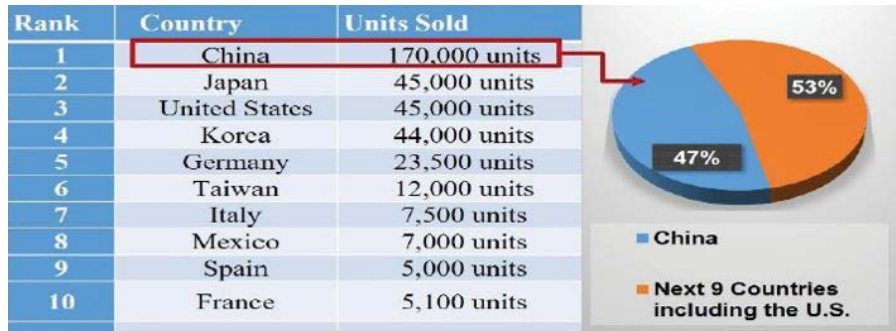 Rank Country Units Sold
1 China 170,000 units
2 Japan 45,000 units
3 United States 45,000 units
4 Korea 44,000 units
5 Germany 23,500 units
6 Taiwan 12,000 units
7 Italy 7,500 units
8 Mexico 7,000 units
9 Spain 5,000 units
10 France 5,100 units
53%
47%
China
Next 9 Countries
including the U.S.